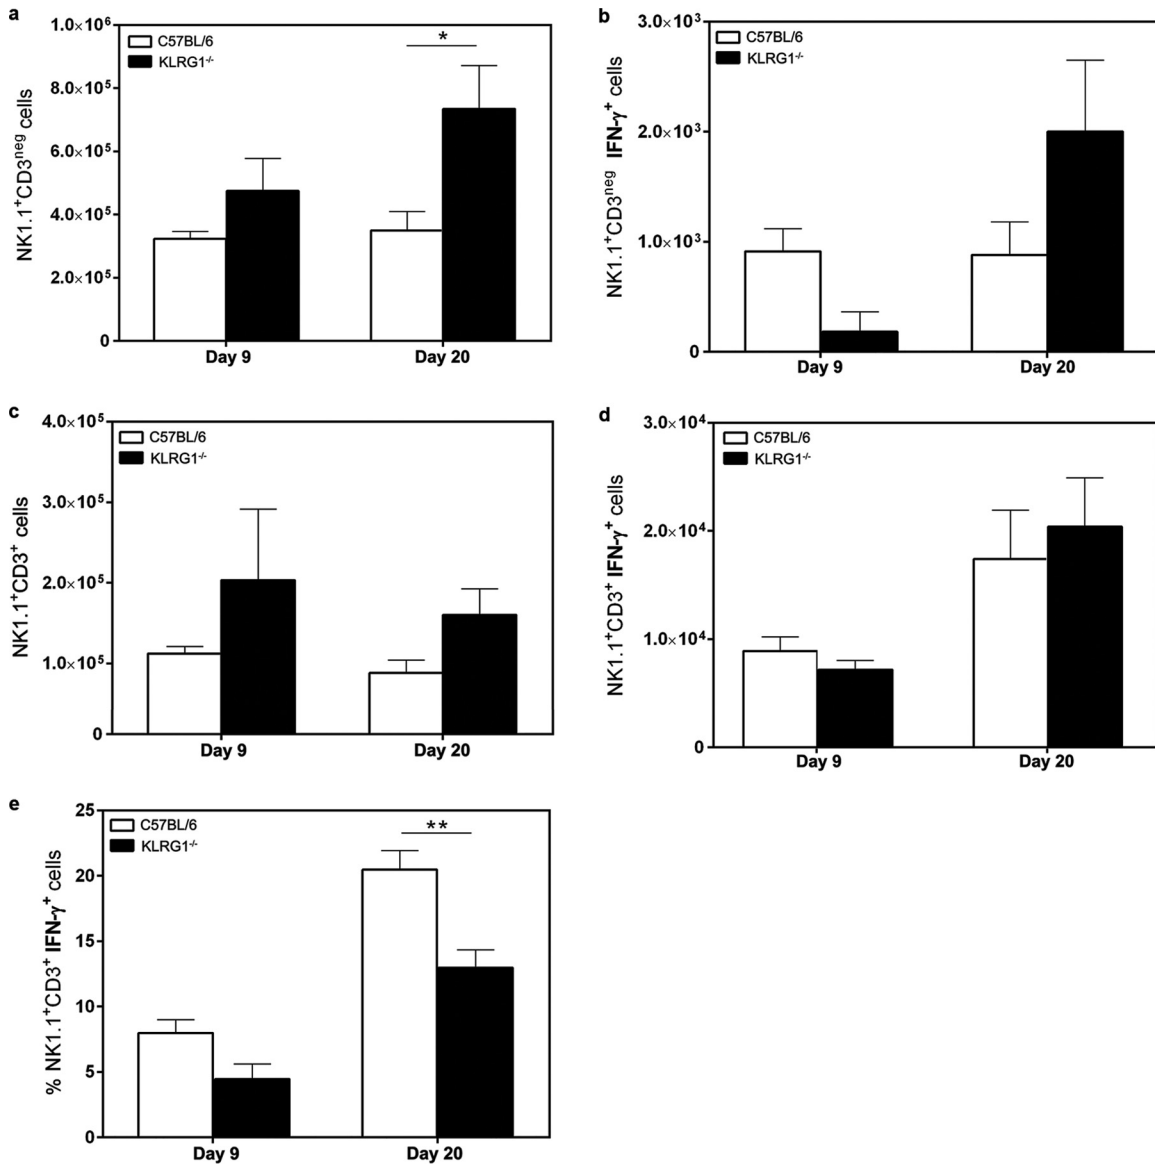 a
NK1.1⁺CD3ⁿᵉᵍ cells
1.0×10⁶
8.0×10⁵
6.0×10⁵
4.0×10⁵
2.0×10⁵
0
C57BL/6
KLRG1⁻/⁻
*
Day 9 Day 20
b
NK1.1⁺CD3ⁿᵉᵍ IFN-γ⁺ cells
3.0×10³
2.0×10³
1.0×10³
0
C57BL/6
KLRG1⁻/⁻
Day 9 Day 20
c
NK1.1⁺CD3⁺ cells
4.0×10⁵
3.0×10⁵
2.0×10⁵
1.0×10⁵
0
C57BL/6
KLRG1⁻/⁻
Day 9 Day 20
d
NK1.1⁺CD3⁺ IFN-γ⁺ cells
3.0×10⁴
2.0×10⁴
1.0×10⁴
0
C57BL/6
KLRG1⁻/⁻
Day 9 Day 20
e
% NK1.1⁺CD3⁺ IFN-γ⁺ cells
25
20
15
10
5
0
C57BL/6
KLRG1⁻/⁻
**
Day 9 Day 20